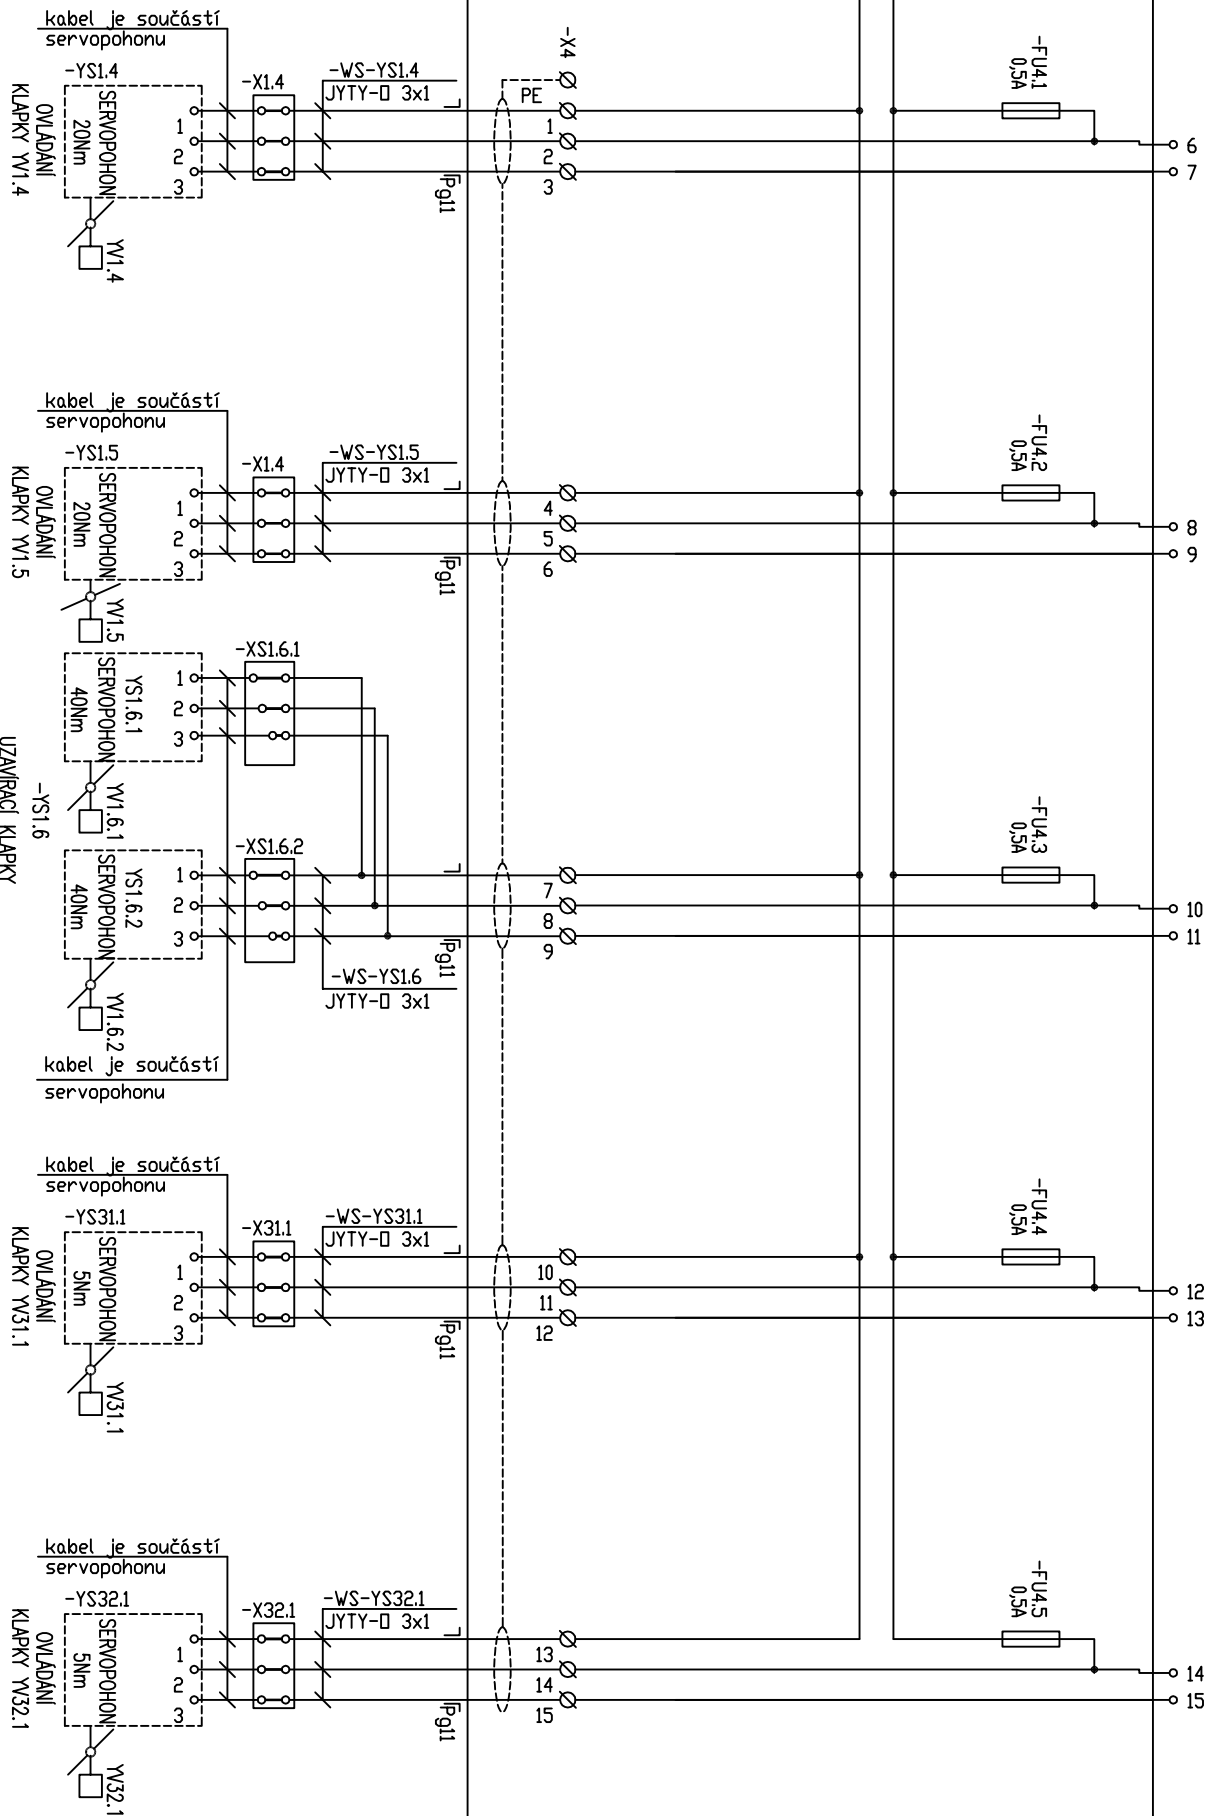 kabel je součástí
servopohonu
-YS1.4
SERVOPOHON
20Nm
1
2
3
OVLÁDÁNÍ
KLAPKY YV1.4
YV1.4
-X1.4
-WS-YS1.4
JYTY-O 3x1
Pg11
PE
-X4
1
2
3
-FU4.1
0,5A
6
7
kabel je součástí
servopohonu
-YS1.5
SERVOPOHON
20Nm
1
2
3
OVLÁDÁNÍ
KLAPKY YV1.5
YV1.5
-X1.4
-WS-YS1.5
JYTY-O 3x1
Pg11
4
5
6
-FU4.2
0,5A
8
9
YS1.6.1
SERVOPOHON
40Nm
1
2
3
YV1.6.1
-XS1.6.1
-YS1.6
UZAVÍRACÍ KLAPKY
YS1.6.2
SERVOPOHON
40Nm
1
2
3
YV1.6.2
-XS1.6.2
Pg11
-WS-YS1.6
JYTY-O 3x1
7
8
9
-FU4.3
0,5A
10
11
kabel je součástí
servopohonu
kabel je součástí
servopohonu
-YS31.1
SERVOPOHON
5Nm
1
2
3
OVLÁDÁNÍ
KLAPKY YV31.1
YV31.1
-X31.1
-WS-YS31.1
JYTY-O 3x1
Pg11
10
11
12
-FU4.4
0,5A
12
13
kabel je součástí
servopohonu
-YS32.1
SERVOPOHON
5Nm
1
2
3
OVLÁDÁNÍ
KLAPKY YV32.1
YV32.1
-X32.1
-WS-YS32.1
JYTY-O 3x1
Pg11
13
14
15
-FU4.5
0,5A
14
15